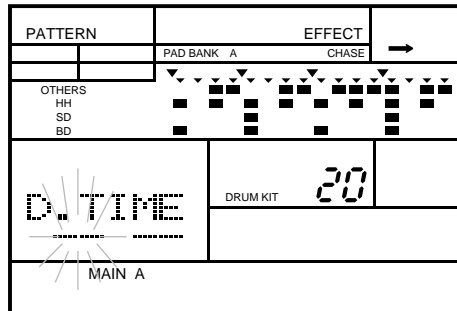 PATTERN EFFECT
PAD BANK A CHASE
OTHERS
HH
SD
BD
DRUM KIT 20
D.TIME
MAIN A